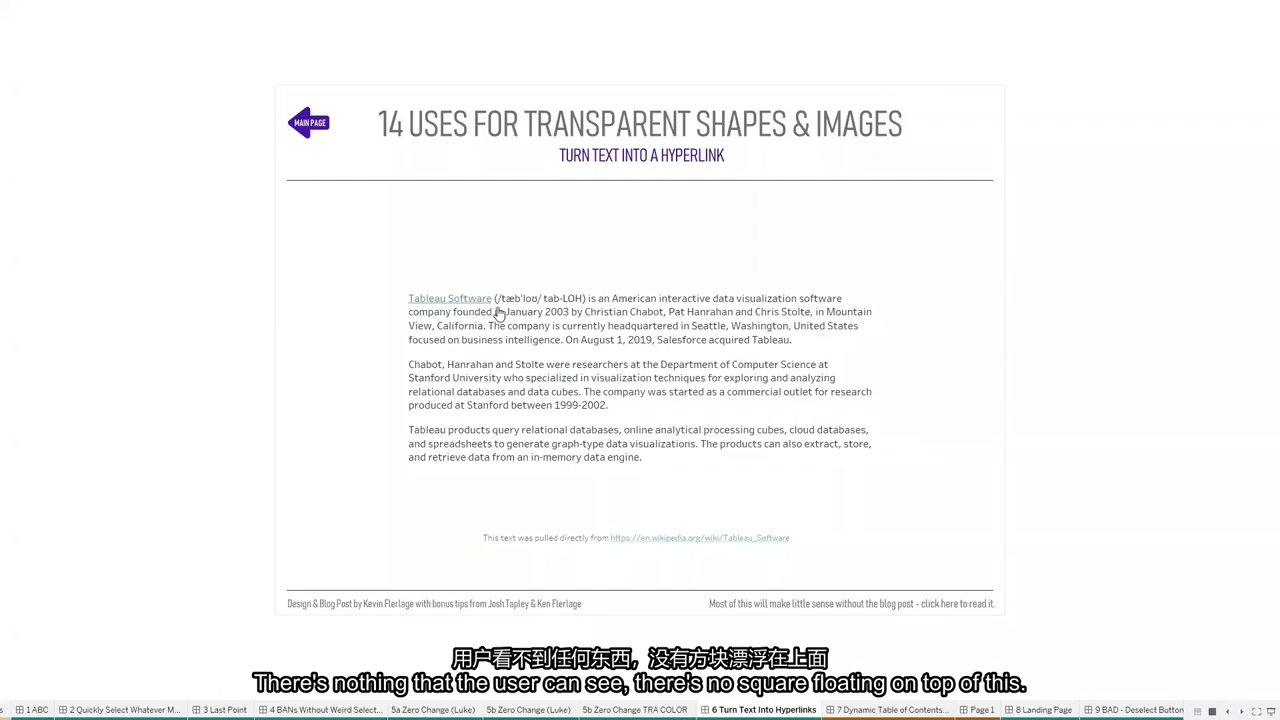 MAIN PAGE
14 USES FOR TRANSPARENT SHAPES & IMAGES
TURN TEXT INTO A HYPERLINK
Tableau Software (/tæbˈloʊ/ tab-LOH) is an American interactive data visualization software
company founded in January 2003 by Christian Chabot, Pat Hanrahan and Chris Stolte, in Mountain
View, California. The company is currently headquartered in Seattle, Washington, United States
focused on business intelligence. On August 1, 2019, Salesforce acquired Tableau.
Chabot, Hanrahan and Stolte were researchers at the Department of Computer Science at
Stanford University who specialized in visualization techniques for exploring and analyzing
relational databases and data cubes. The company was started as a commercial outlet for research
produced at Stanford between 1999-2002.
Tableau products query relational databases, online analytical processing cubes, cloud databases,
and spreadsheets to generate graph-type data visualizations. The products can also extract, store,
and retrieve data from an in-memory data engine.
This text was pulled directly from https://en.wikipedia.org/wiki/Tableau_Software
Design & Blog Post by Kevin Flerlage with bonus tips from Josh Tapley & Ken Flerlage
Most of this will make little sense without the blog post - click here to read it.
用户看不到任何东西，没有方块漂浮在上面
There's nothing that the user can see, there's no square floating on top of this.
s 1 ABC 2 Quickly Select Whatever M... 3 Last Point 4 BANs Without Weird Select... 5a Zero Change (Luke) 5b Zero Change (Luke) 5b Zero Change TRA COLOR 6 Turn Text Into Hyperlinks 7 Dynamic Table of Contents... Page 1 8 Landing Page 9 BAD - Deselect Button